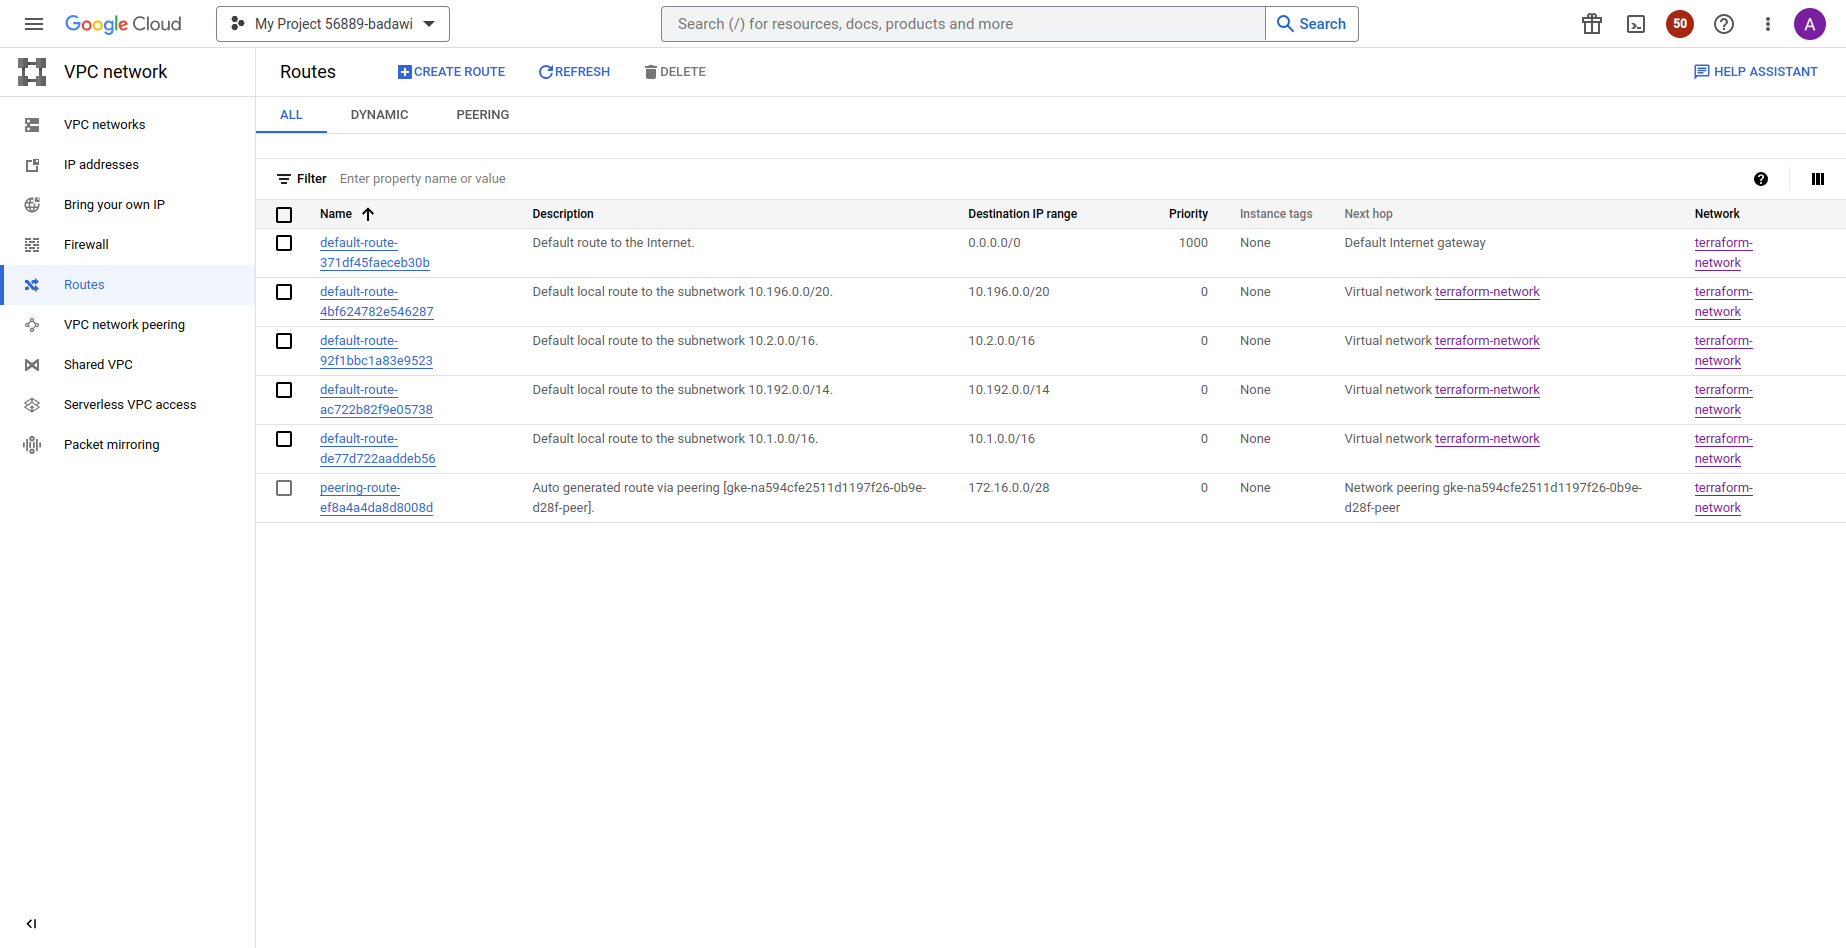 Google Cloud
My Project 56889-badawi
Search (/) for resources, docs, products and more
Search
50
A
VPC network
Routes
CREATE ROUTE
REFRESH
DELETE
HELP ASSISTANT
VPC networks
IP addresses
Bring your own IP
Firewall
Routes
VPC network peering
Shared VPC
Serverless VPC access
Packet mirroring
ALL DYNAMIC PEERING
Filter Enter property name or value
Name Description Destination IP range Priority Instance tags Next hop Network
default-route- Default route to the Internet. 0.0.0.0/0 1000 None Default Internet gateway terraform-
371df45faeceb30b network
default-route- Default local route to the subnetwork 10.196.0.0/20. 10.196.0.0/20 0 None Virtual network terraform-network terraform-
4bf624782e546287 network
default-route- Default local route to the subnetwork 10.2.0.0/16. 10.2.0.0/16 0 None Virtual network terraform-network terraform-
92f1bbc1a83e9523 network
default-route- Default local route to the subnetwork 10.192.0.0/14. 10.192.0.0/14 0 None Virtual network terraform-network terraform-
ac722b82f9e05738 network
default-route- Default local route to the subnetwork 10.1.0.0/16. 10.1.0.0/16 0 None Virtual network terraform-network terraform-
de77d722aaddeb56 network
peering-route- Auto generated route via peering [gke-na594cfe2511d1197f26-0b9e- 172.16.0.0/28 0 None Network peering gke-na594cfe2511d1197f26-0b9e- terraform-
ef8a4a4da8d8008d d28f-peer]. d28f-peer network